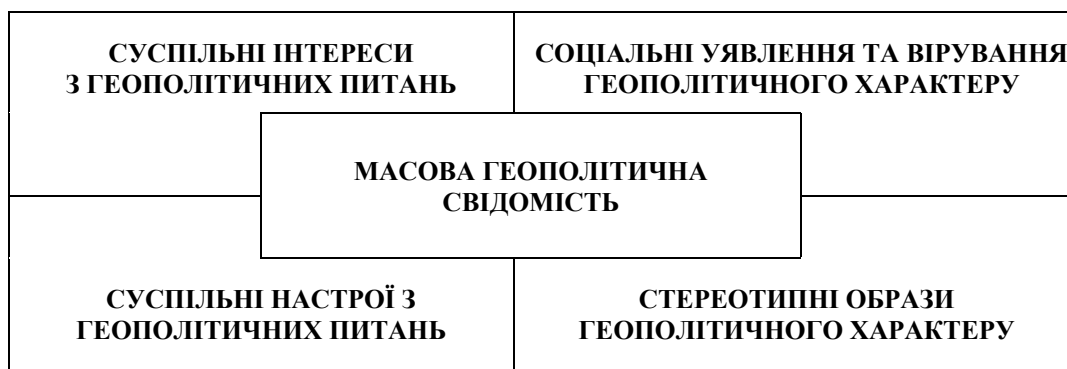 СУСПІЛЬНІ ІНТЕРЕСИ
З ГЕОПОЛІТИЧНИХ ПИТАНЬ
СОЦІАЛЬНІ УЯВЛЕННЯ ТА ВІРУВАННЯ
ГЕОПОЛІТИЧНОГО ХАРАКТЕРУ
МАСОВА ГЕОПОЛІТИЧНА
СВІДОМІСТЬ
СУСПІЛЬНІ НАСТРОЇ З
ГЕОПОЛІТИЧНИХ ПИТАНЬ
СТЕРЕОТИПНІ ОБРАЗИ
ГЕОПОЛІТИЧНОГО ХАРАКТЕРУ